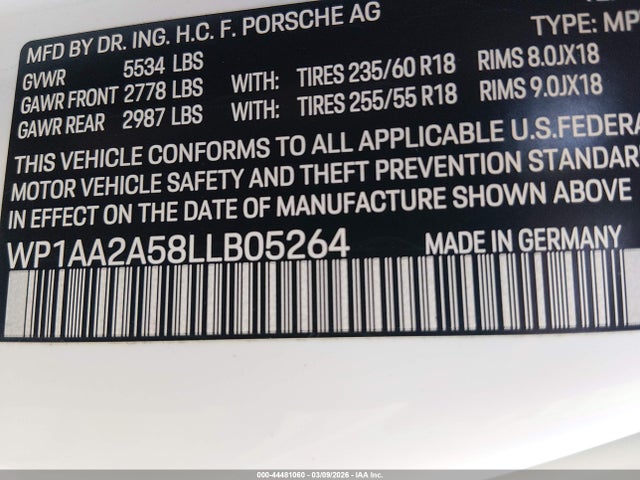 MFD BY DR. ING. H.C. F. PORSCHE AG
TYPE: MP
GVWR 5534 LBS
GAWR FRONT 2778 LBS WITH: TIRES 235/60 R18 RIMS 8.0JX18
GAWR REAR 2987 LBS WITH: TIRES 255/55 R18 RIMS 9.0JX18
THIS VEHICLE CONFORMS TO ALL APPLICABLE U.S.FEDERA
MOTOR VEHICLE SAFETY AND THEFT PREVENTION STANDAR
IN EFFECT ON THE DATE OF MANUFACTURE SHOWN ABOVE
WP1AA2A58LLB05264 MADE IN GERMANY
000-44481060 - 03/09/2026 - IAAI Inc.